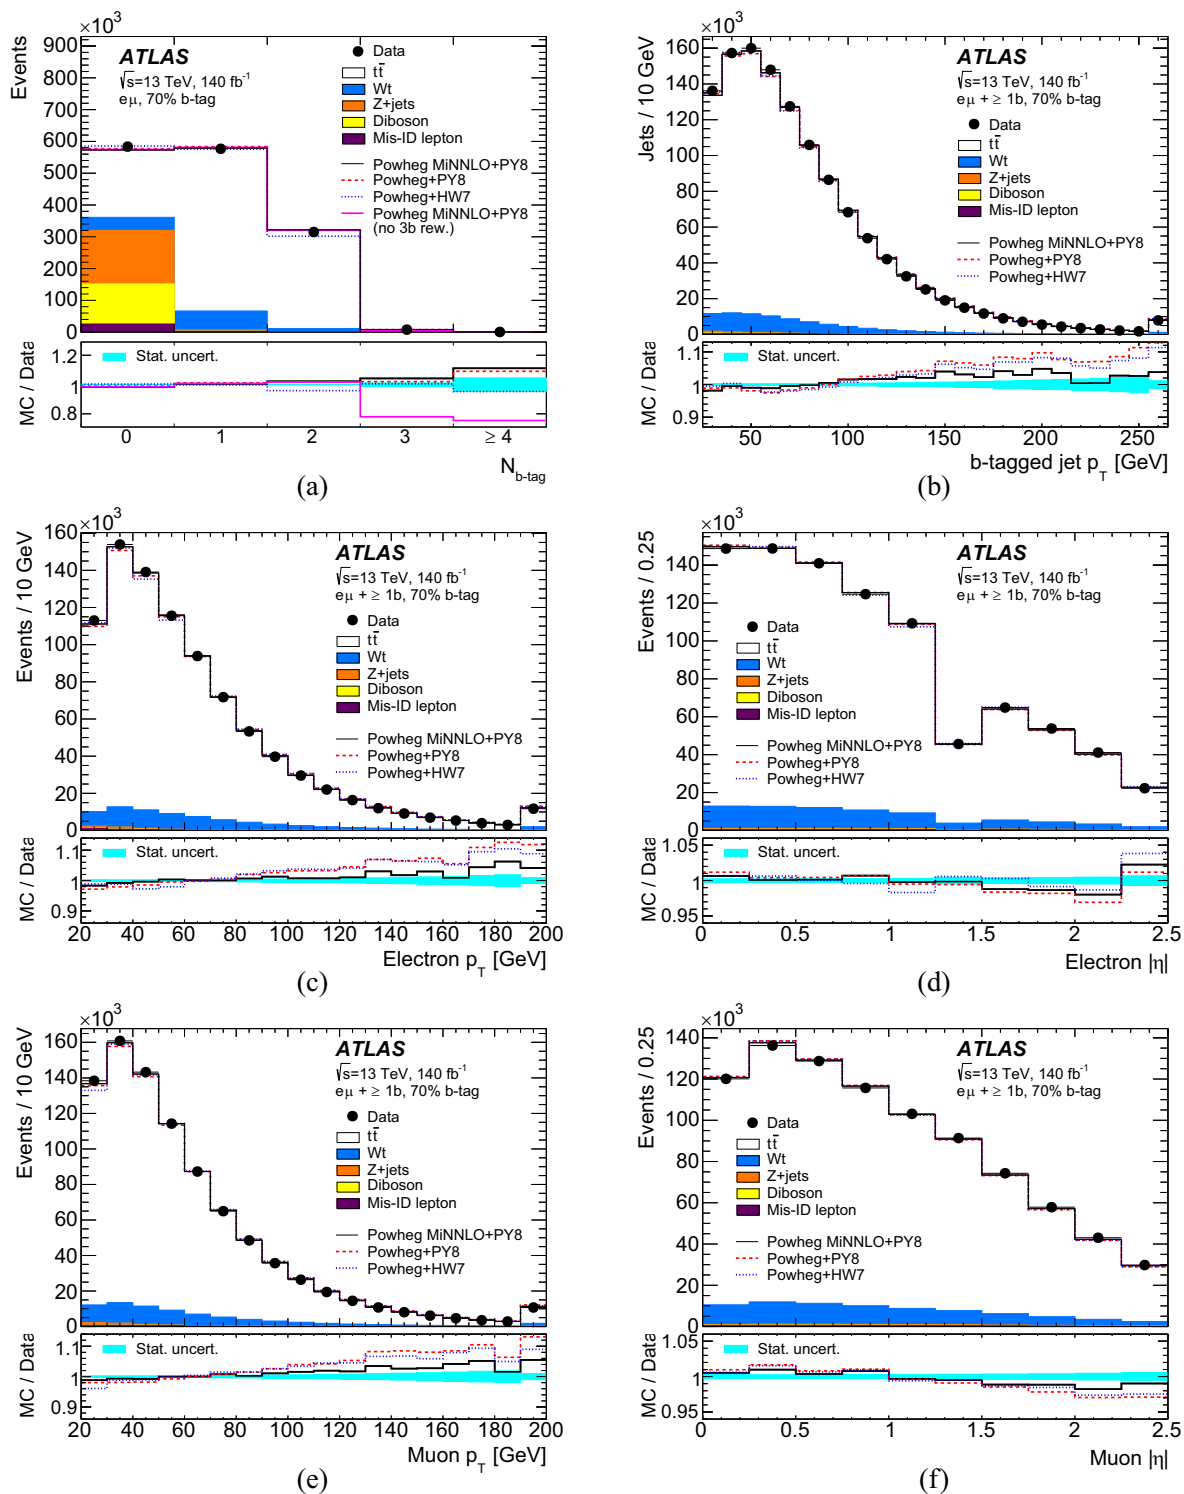 ×10³
Events
900
800
700
600
500
400
300
200
100
0
ATLAS
√s=13 TeV, 140 fb⁻¹
eμ, 70% b-tag
Data
tt̄
Wt
Z+jets
Diboson
Mis-ID lepton
Powheg MiNNLO+PY8
Powheg+PY8
Powheg+HW7
Powheg MiNNLO+PY8
(no 3b rew.)
MC / Data
1.2
1
0.8
Stat. uncert.
0 1 2 3 ≥ 4
N_b-tag
(a)
×10³
Jets / 10 GeV
160
140
120
100
80
60
40
20
0
ATLAS
√s=13 TeV, 140 fb⁻¹
eμ + ≥ 1b, 70% b-tag
Data
tt̄
Wt
Z+jets
Diboson
Mis-ID lepton
Powheg MiNNLO+PY8
Powheg+PY8
Powheg+HW7
MC / Data
1.1
1
0.9
Stat. uncert.
50 100 150 200 250
b-tagged jet p_T [GeV]
(b)
×10³
Events / 10 GeV
160
140
120
100
80
60
40
20
0
ATLAS
√s=13 TeV, 140 fb⁻¹
eμ + ≥ 1b, 70% b-tag
Data
tt̄
Wt
Z+jets
Diboson
Mis-ID lepton
Powheg MiNNLO+PY8
Powheg+PY8
Powheg+HW7
MC / Data
1.1
1
0.9
Stat. uncert.
20 40 60 80 100 120 140 160 180 200
Electron p_T [GeV]
(c)
×10³
Events / 0.25
150
100
50
0
ATLAS
√s=13 TeV, 140 fb⁻¹
eμ + ≥ 1b, 70% b-tag
Data
tt̄
Wt
Z+jets
Diboson
Mis-ID lepton
Powheg MiNNLO+PY8
Powheg+PY8
Powheg+HW7
MC / Data
1.05
1
0.95
Stat. uncert.
0 0.5 1 1.5 2 2.5
Electron |η|
(d)
×10³
Events / 10 GeV
160
140
120
100
80
60
40
20
0
ATLAS
√s=13 TeV, 140 fb⁻¹
eμ + ≥ 1b, 70% b-tag
Data
tt̄
Wt
Z+jets
Diboson
Mis-ID lepton
Powheg MiNNLO+PY8
Powheg+PY8
Powheg+HW7
MC / Data
1.1
1
0.9
Stat. uncert.
20 40 60 80 100 120 140 160 180 200
Muon p_T [GeV]
(e)
×10³
Events / 0.25
140
120
100
80
60
40
20
0
ATLAS
√s=13 TeV, 140 fb⁻¹
eμ + ≥ 1b, 70% b-tag
Data
tt̄
Wt
Z+jets
Diboson
Mis-ID lepton
Powheg MiNNLO+PY8
Powheg+PY8
Powheg+HW7
MC / Data
1.05
1
0.95
Stat. uncert.
0 0.5 1 1.5 2 2.5
Muon |η|
(f)